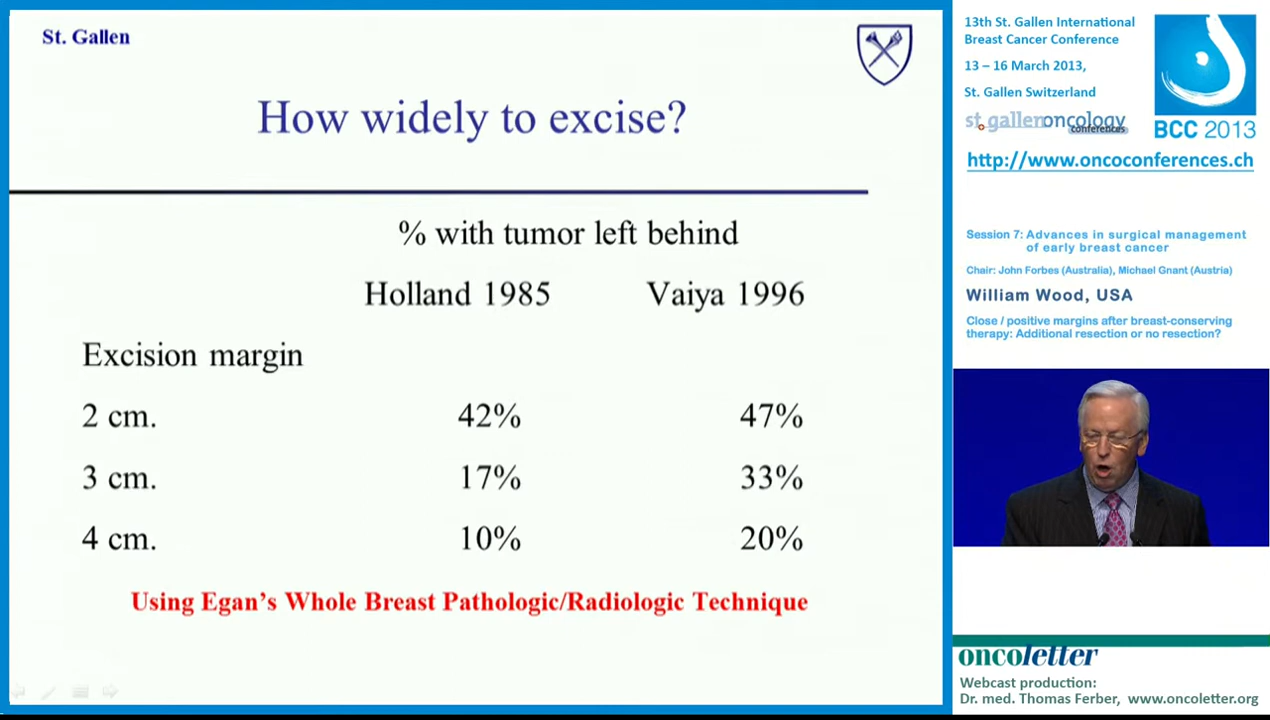 St. Gallen
How widely to excise?
% with tumor left behind
Holland 1985 Vaiya 1996
Excision margin
2 cm. 42% 47%
3 cm. 17% 33%
4 cm. 10% 20%
Using Egan's Whole Breast Pathologic/Radiologic Technique
13th St. Gallen International
Breast Cancer Conference
13 – 16 March 2013,
St. Gallen Switzerland
st.gallenoncology
conferences
BCC 2013
http://www.oncoconferences.ch
Session 7: Advances in surgical management
of early breast cancer
Chair: John Forbes (Australia), Michael Gnant (Austria)
William Wood, USA
Close / positive margins after breast-conserving
therapy: Additional resection or no resection?
oncoletter
Webcast production:
Dr. med. Thomas Ferber, www.oncoletter.org